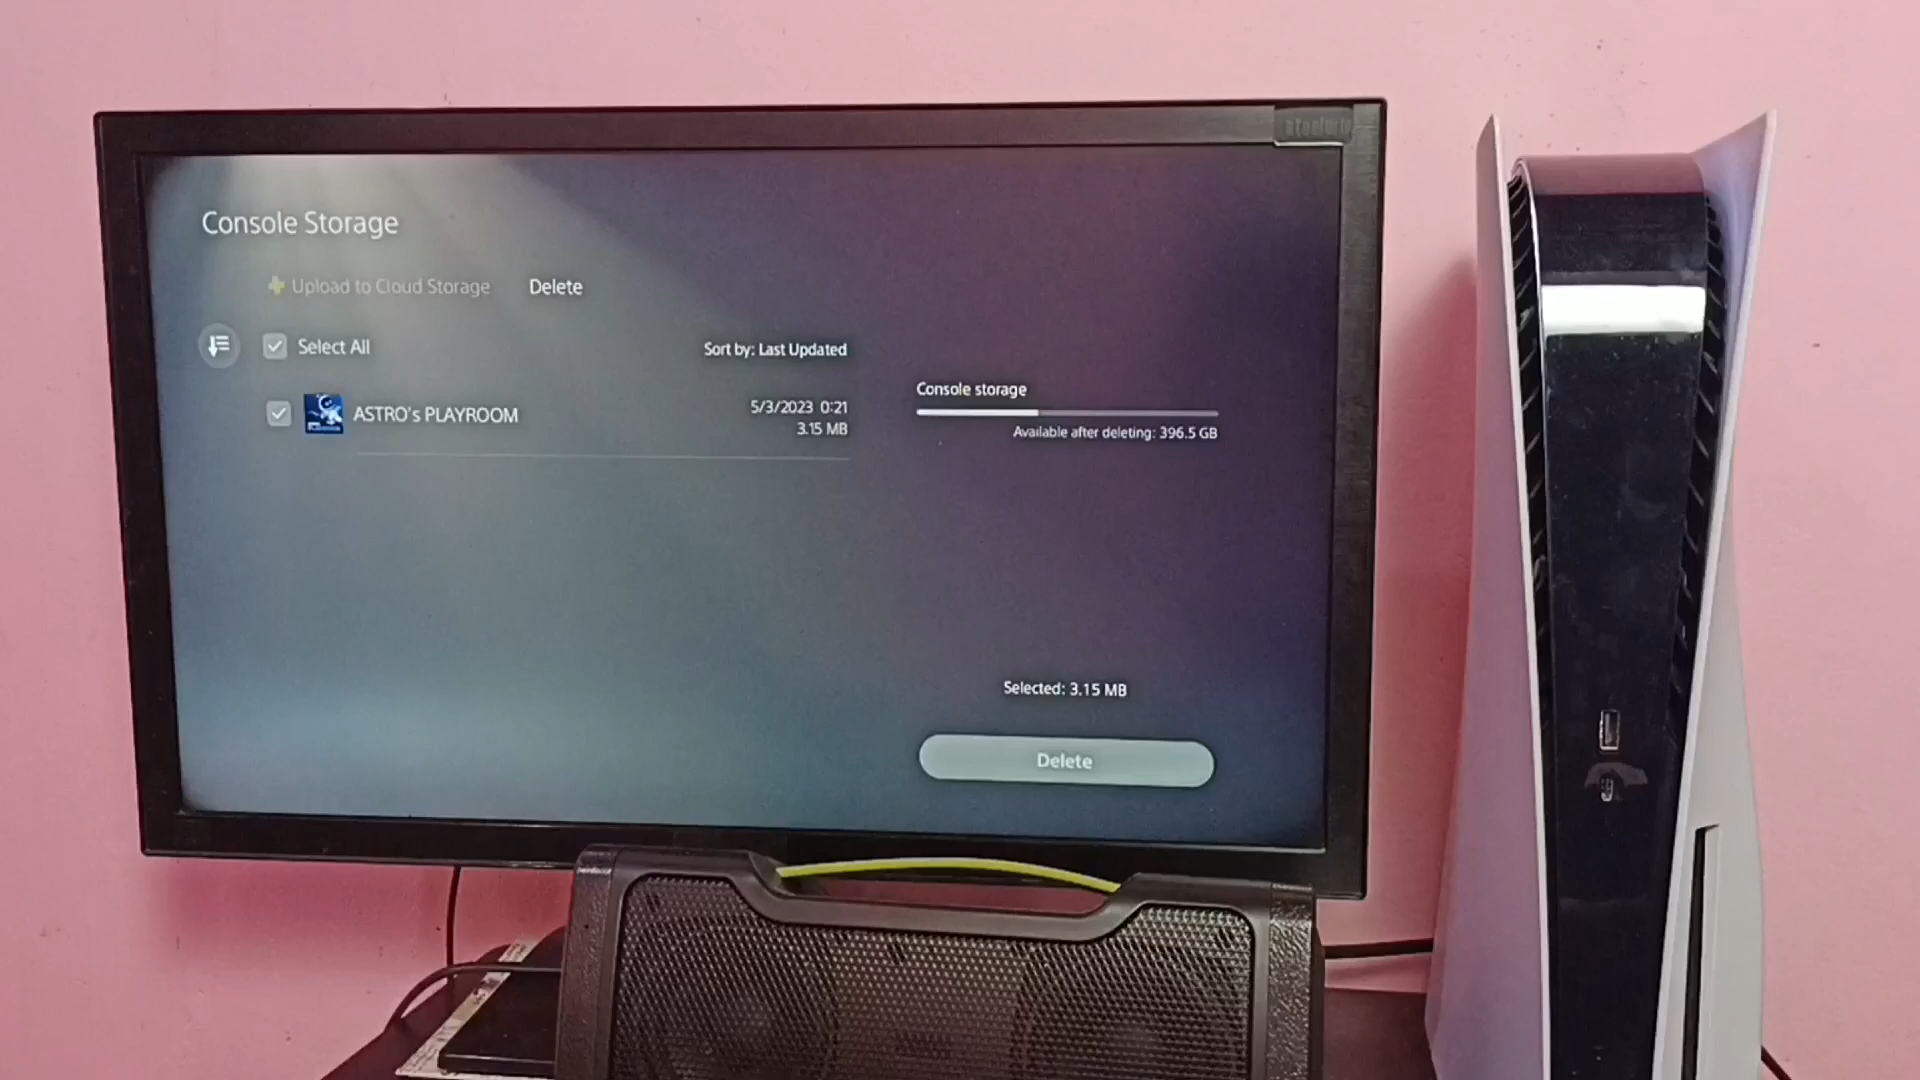 Console Storage
Upload to Cloud Storage
Delete
Select All
Sort by: Last Updated
ASTRO's PLAYROOM
5/3/2023 0:21
3.15 MB
Console storage
Available after deleting: 396.5 GB
Selected: 3.15 MB
Delete